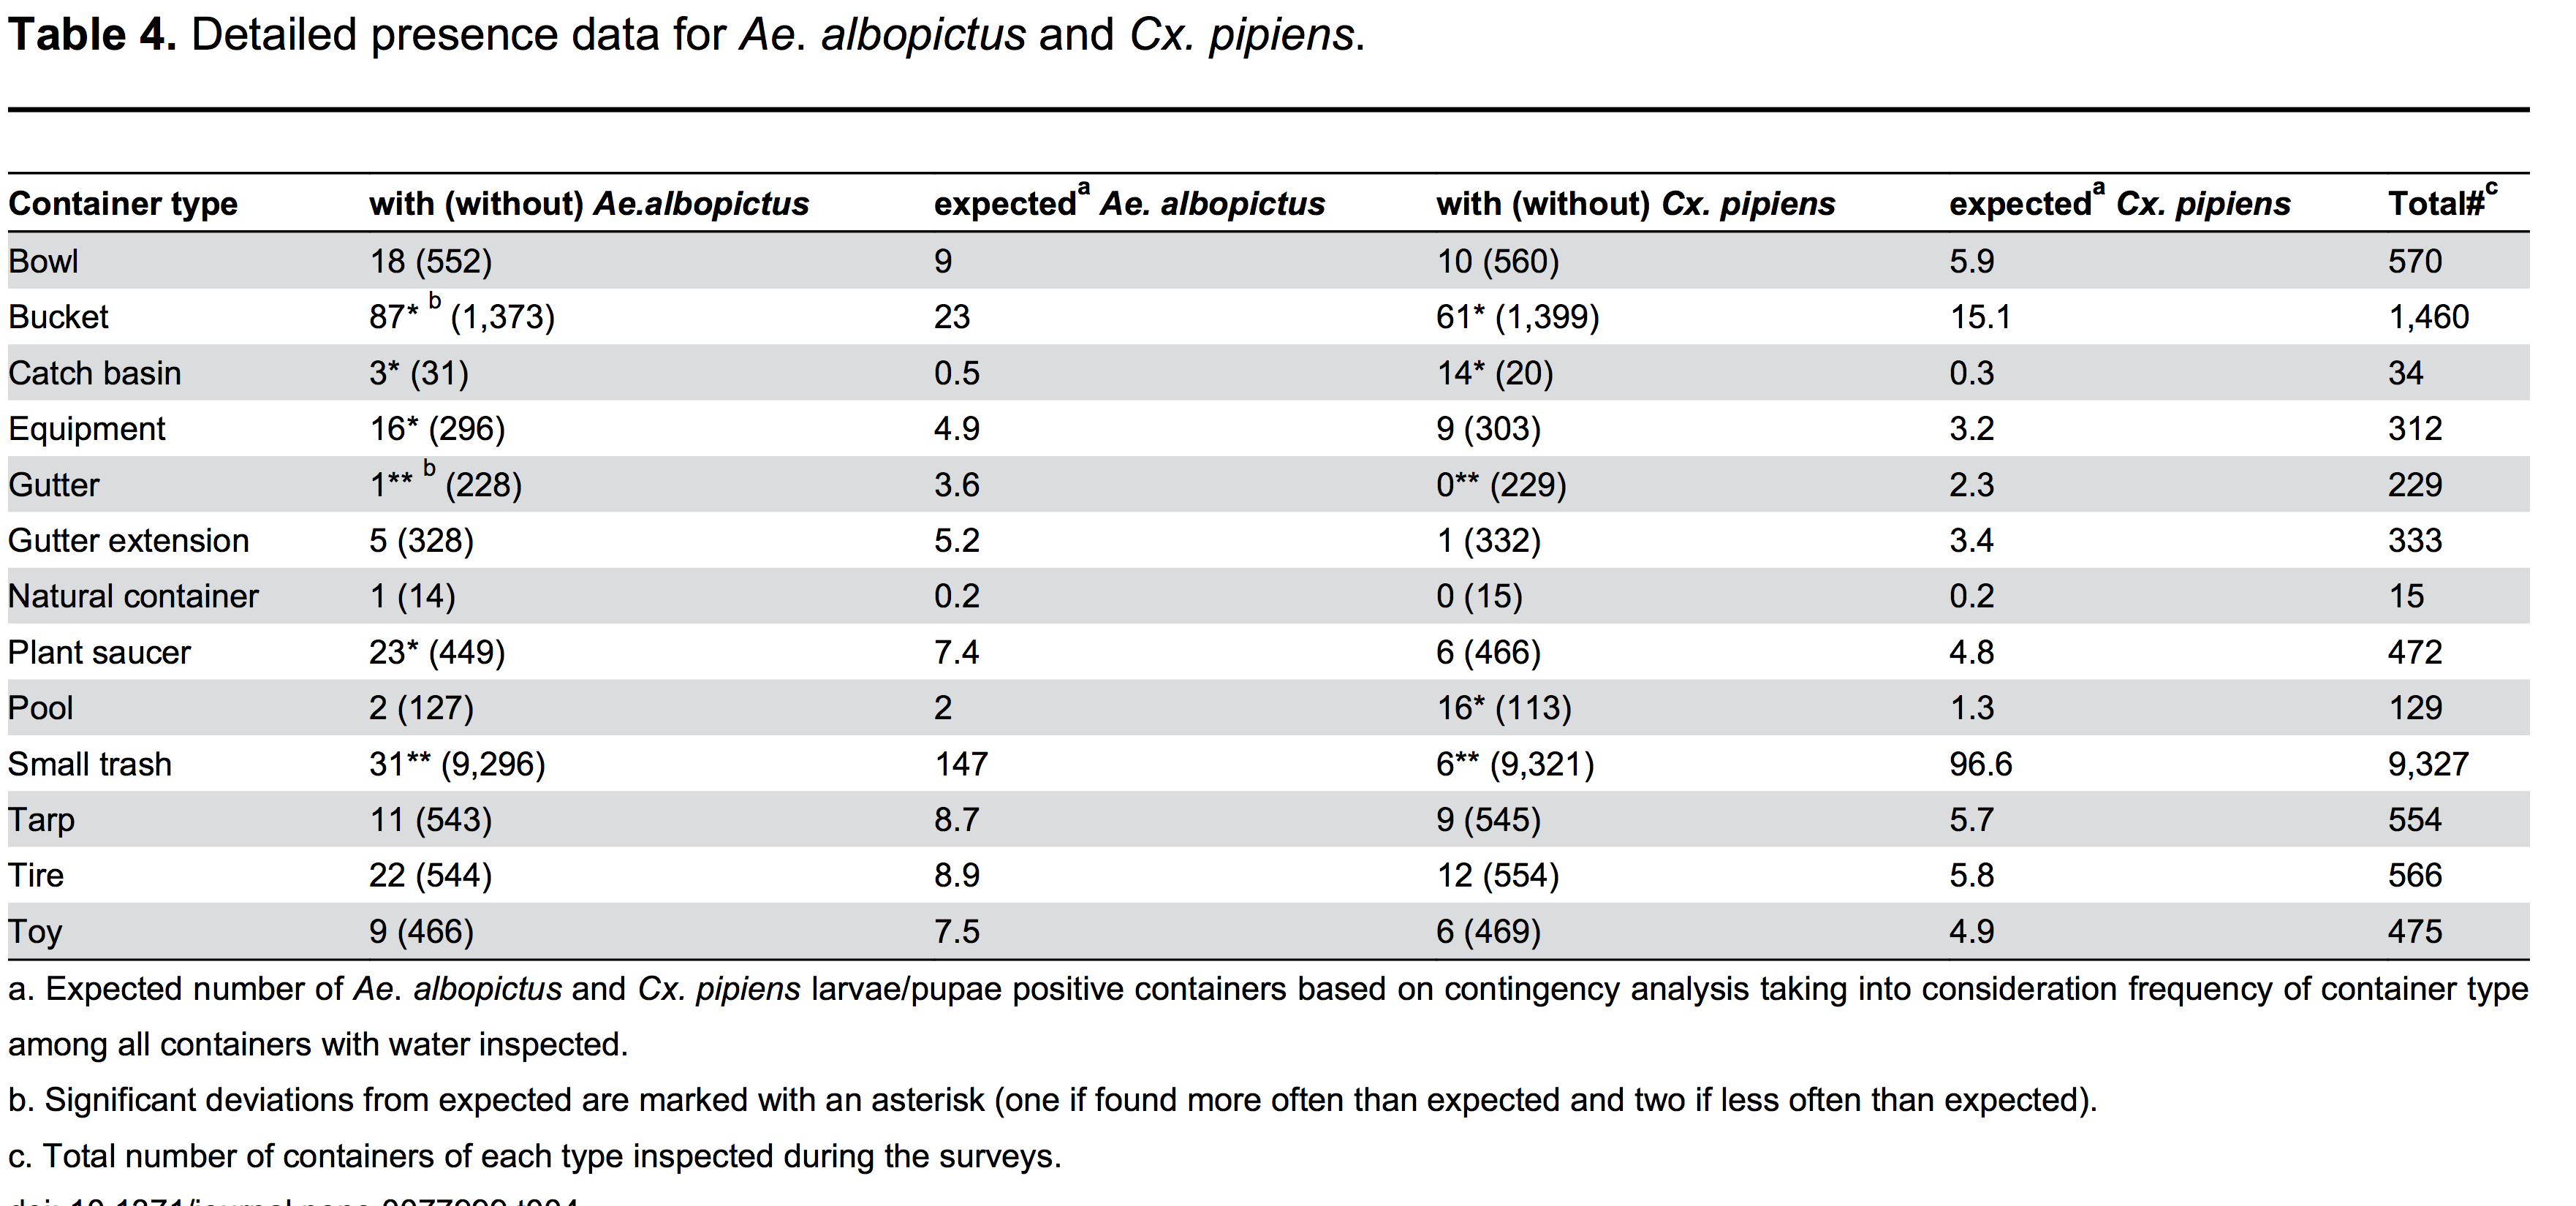 Table 4. Detailed presence data for Ae. albopictus and Cx. pipiens.
Container type with (without) Ae.albopictus expectedᵃ Ae. albopictus with (without) Cx. pipiens expectedᵃ Cx. pipiens Total#ᶜ
Bowl 18 (552) 9 10 (560) 5.9 570
Bucket 87* ᵇ (1,373) 23 61* (1,399) 15.1 1,460
Catch basin 3* (31) 0.5 14* (20) 0.3 34
Equipment 16* (296) 4.9 9 (303) 3.2 312
Gutter 1** ᵇ (228) 3.6 0** (229) 2.3 229
Gutter extension 5 (328) 5.2 1 (332) 3.4 333
Natural container 1 (14) 0.2 0 (15) 0.2 15
Plant saucer 23* (449) 7.4 6 (466) 4.8 472
Pool 2 (127) 2 16* (113) 1.3 129
Small trash 31** (9,296) 147 6** (9,321) 96.6 9,327
Tarp 11 (543) 8.7 9 (545) 5.7 554
Tire 22 (544) 8.9 12 (554) 5.8 566
Toy 9 (466) 7.5 6 (469) 4.9 475
a. Expected number of Ae. albopictus and Cx. pipiens larvae/pupae positive containers based on contingency analysis taking into consideration frequency of container type
among all containers with water inspected.
b. Significant deviations from expected are marked with an asterisk (one if found more often than expected and two if less often than expected).
c. Total number of containers of each type inspected during the surveys.